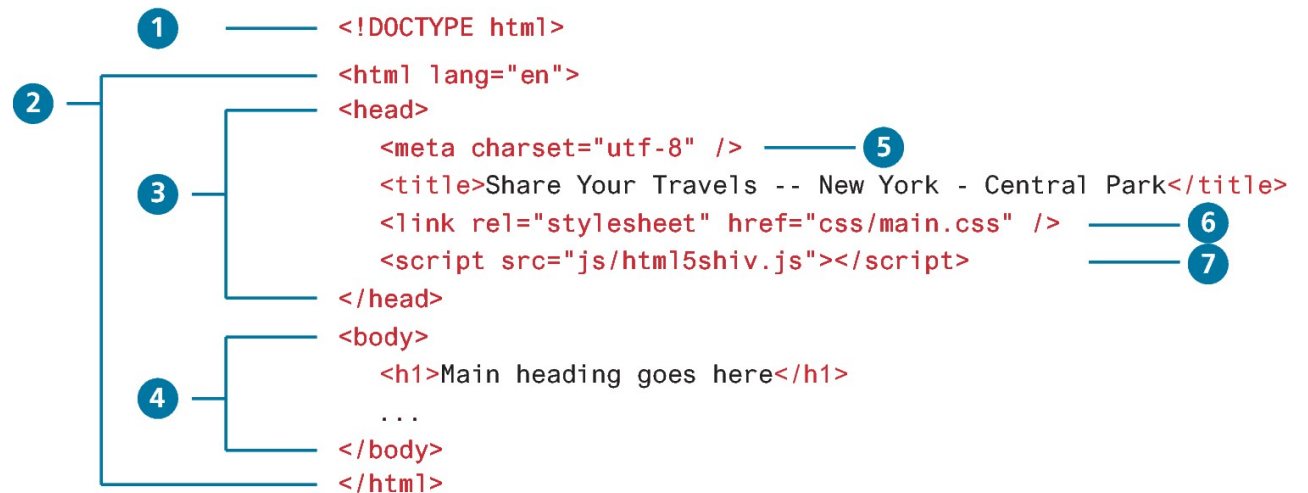 1 <!DOCTYPE html>
2 <html lang="en">
<head>
<meta charset="utf-8" /> 5
3 <title>Share Your Travels -- New York - Central Park</title>
<link rel="stylesheet" href="css/main.css" /> 6
<script src="js/html5shiv.js"></script> 7
</head>
<body>
<h1>Main heading goes here</h1>
4 ...
</body>
</html>